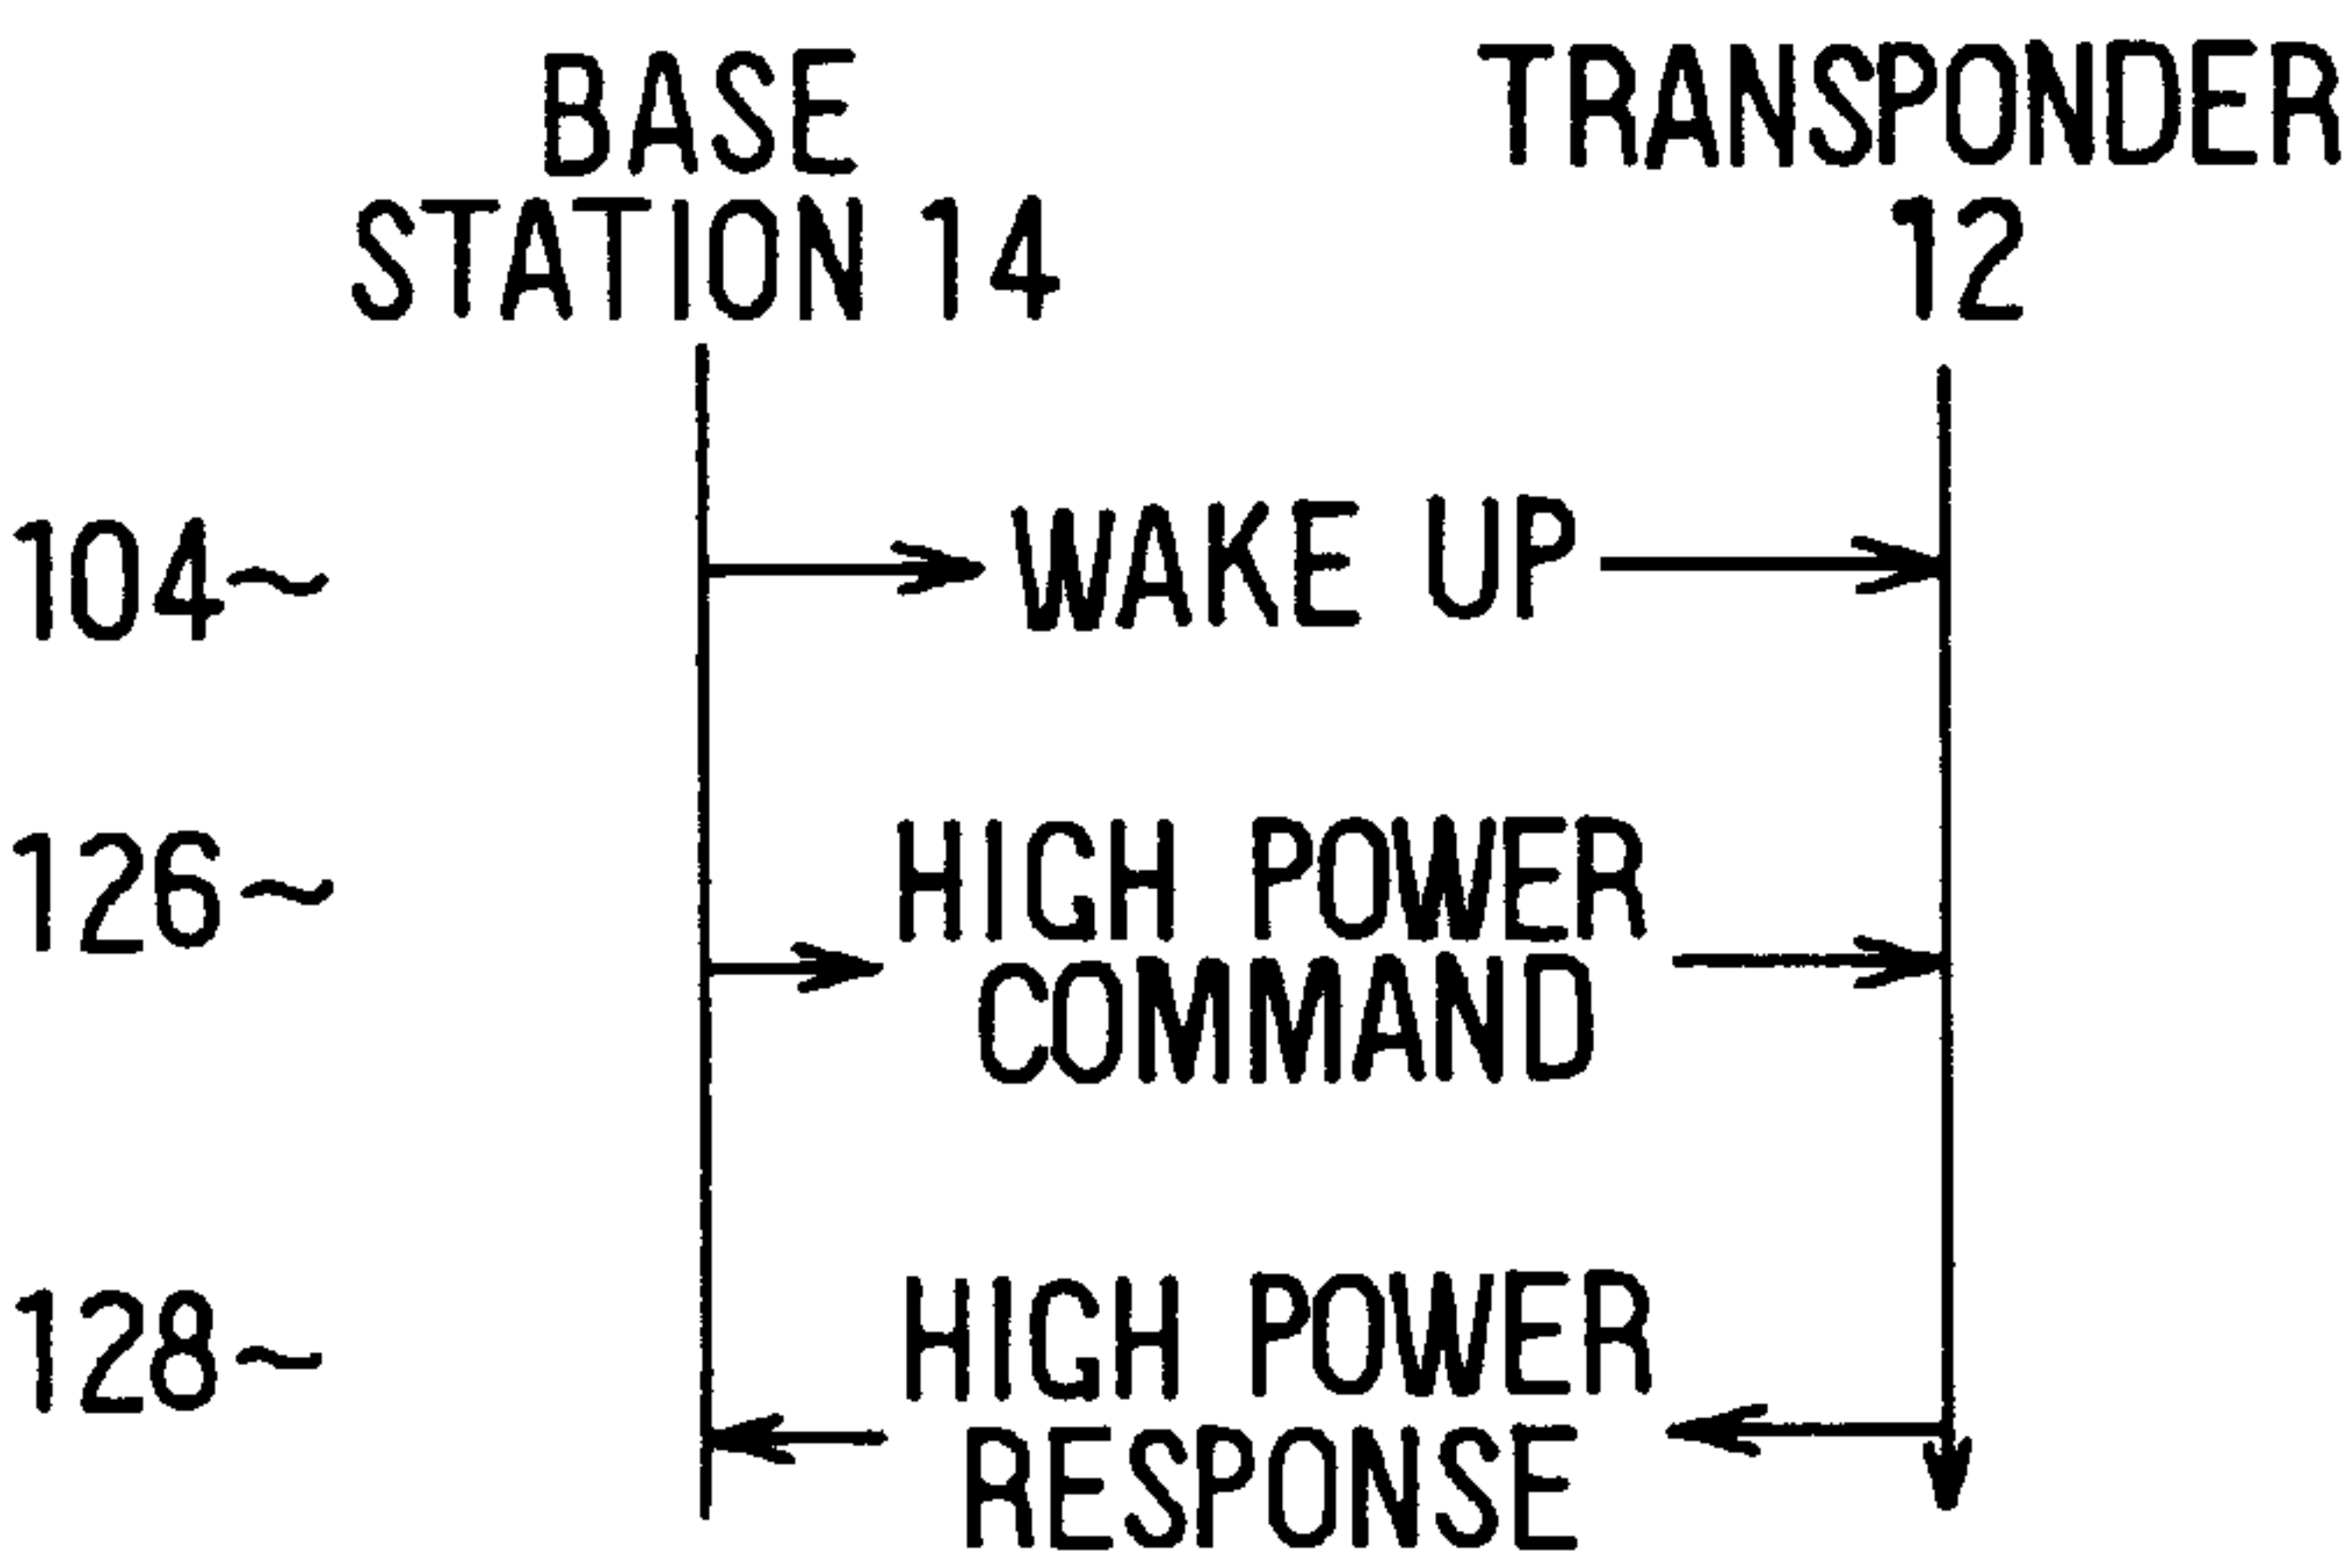 BASE
STATION 14
TRANSPONDER
12
104~
WAKE UP
126~
HIGH POWER
COMMAND
128~
HIGH POWER
RESPONSE